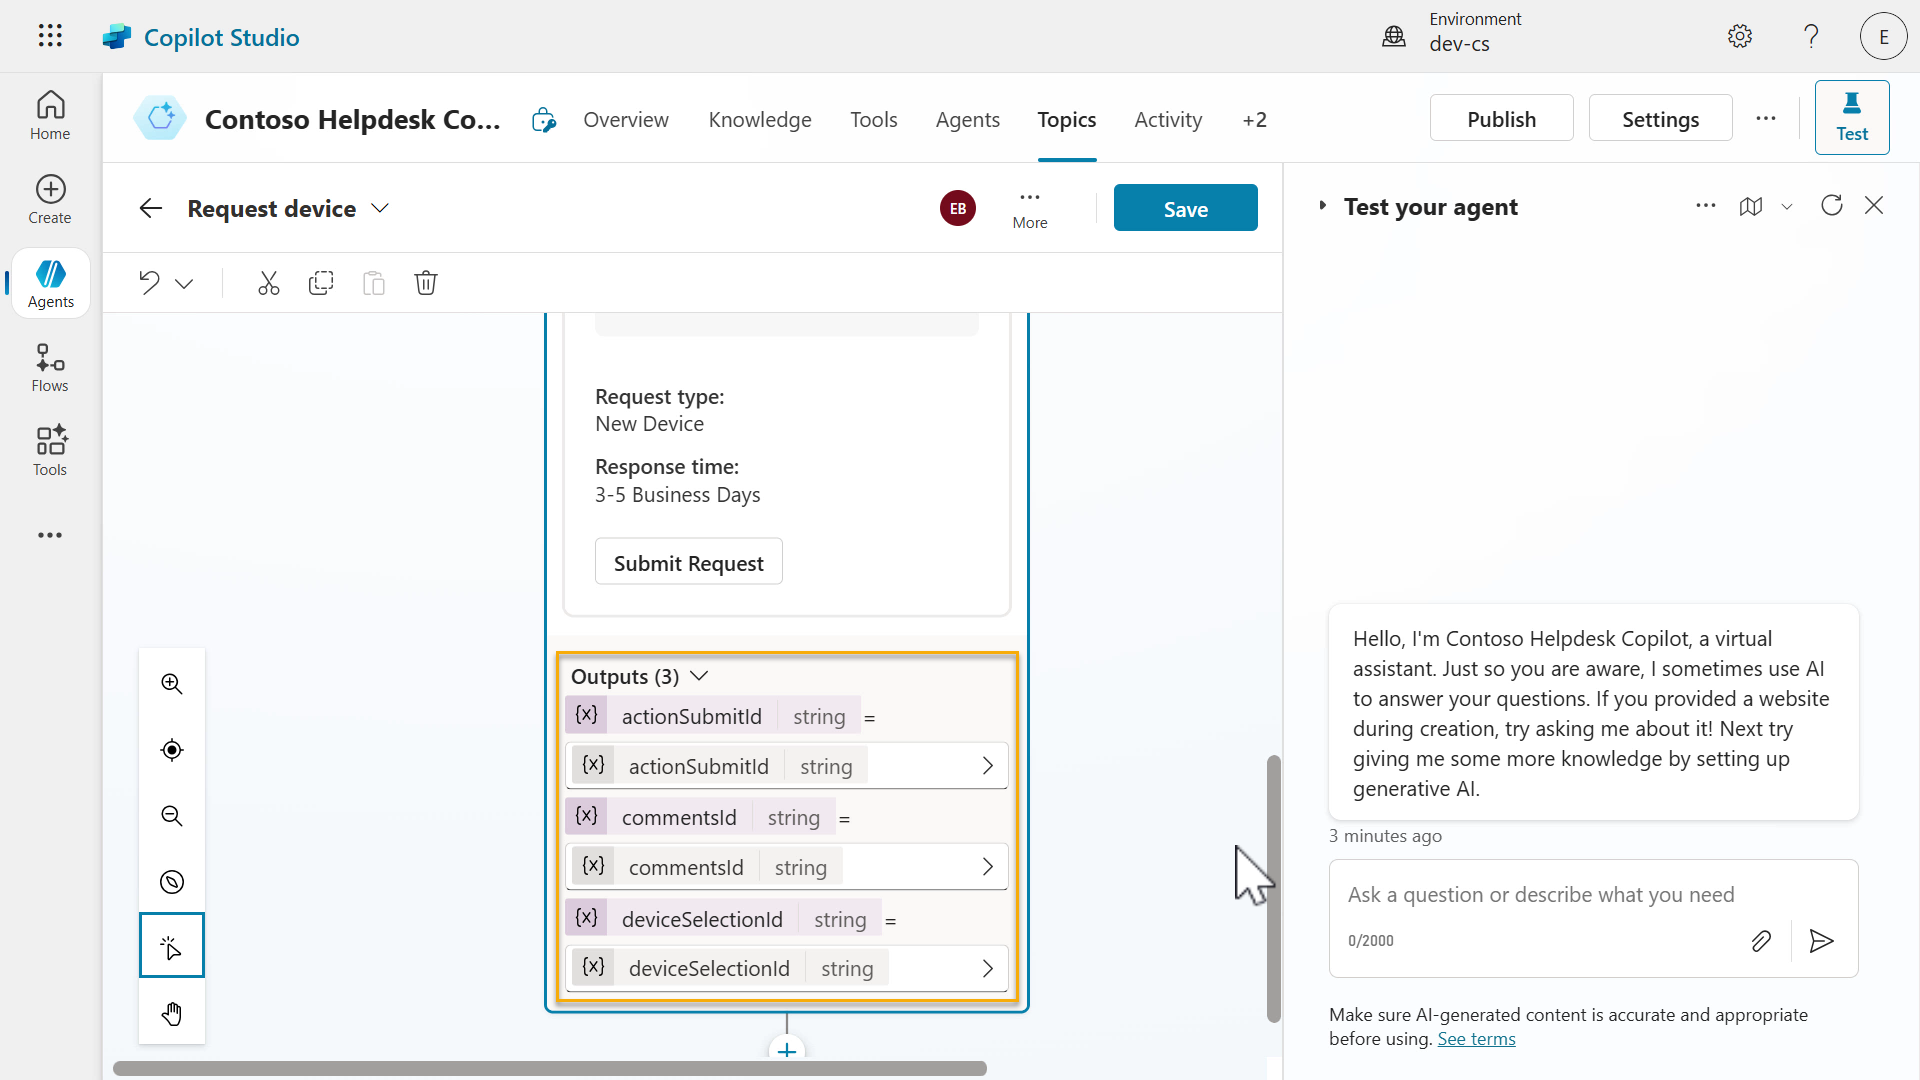 Copilot Studio
Environment
dev-cs
E
Home
Create
Agents
Flows
Tools
Contoso Helpdesk Co...
Overview
Knowledge
Tools
Agents
Topics
Activity
+2
Publish
Settings
Test
Request device
EB
More
Save
Request type:
New Device
Response time:
3-5 Business Days
Submit Request
Outputs (3)
{x} actionSubmitId string =
{x} actionSubmitId string
{x} commentsId string =
{x} commentsId string
{x} deviceSelectionId string =
{x} deviceSelectionId string
Test your agent
Hello, I'm Contoso Helpdesk Copilot, a virtual
assistant. Just so you are aware, I sometimes use AI
to answer your questions. If you provided a website
during creation, try asking me about it! Next try
giving me some more knowledge by setting up
generative AI.
3 minutes ago
Ask a question or describe what you need
0/2000
Make sure AI-generated content is accurate and appropriate
before using. See terms